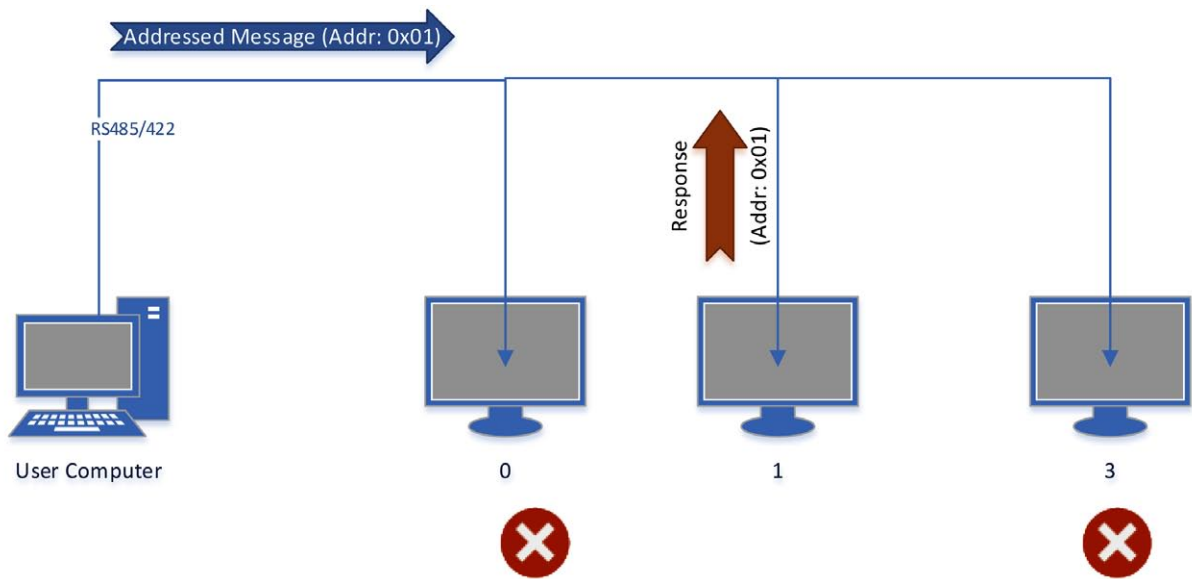 Addressed Message (Addr: 0x01)
RS485/422
Response
(Addr: 0x01)
User Computer
0
1
3